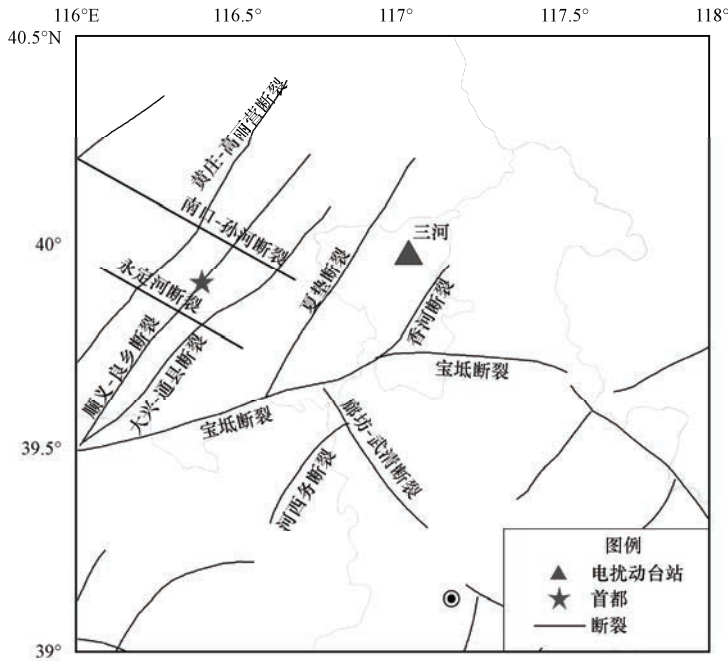 116°E 116.5° 117° 117.5° 118°
40.5°N
黄庄-高丽营断裂
南口-孙河断裂
40°
三河
永定河断裂
夏垫断裂
香河断裂
顺义-良乡断裂
大兴-通县断裂
宝坻断裂
宝坻断裂
39.5°
廊坊-武清断裂
河西务断裂
图例
电扰动台站
首都
断裂
39°